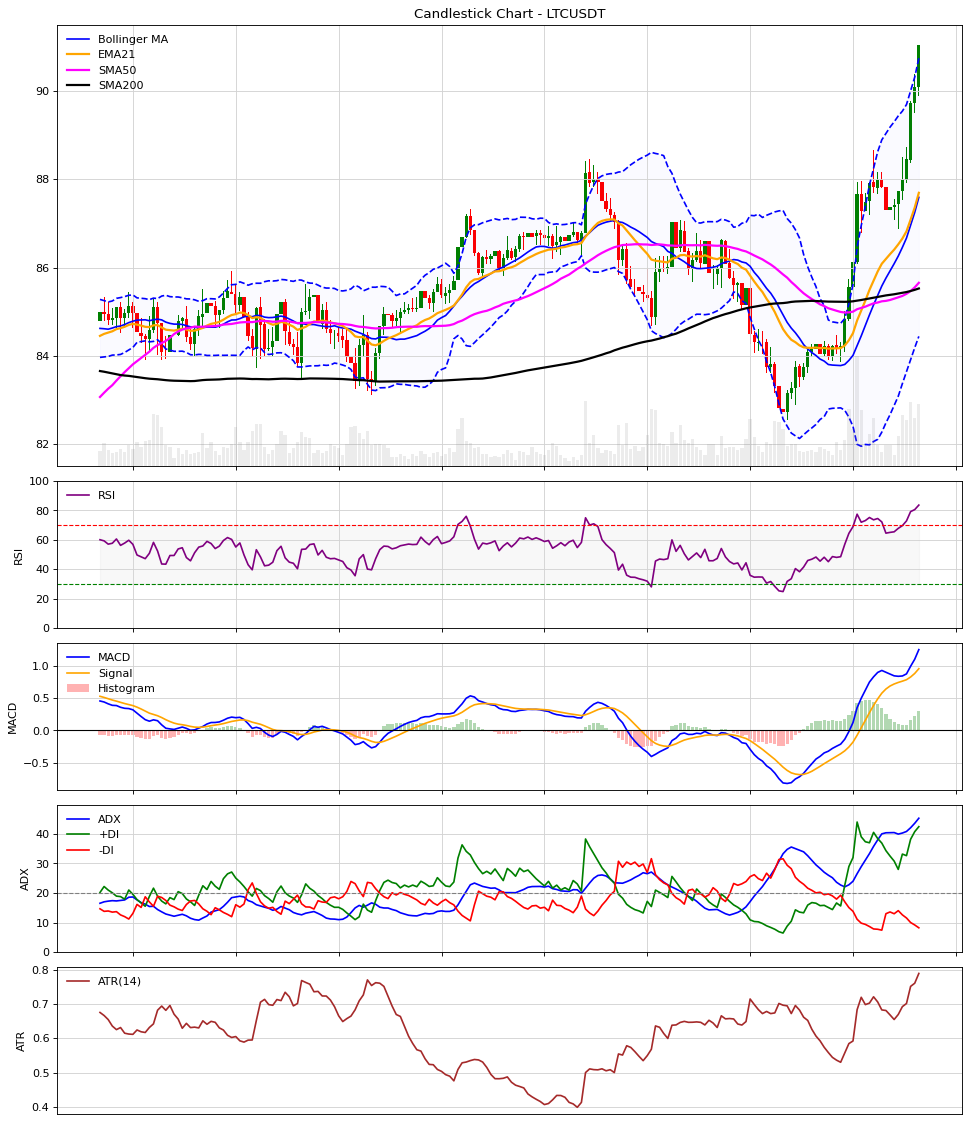 Candlestick Chart - LTCUSDT
Bollinger MA
EMA21
SMA50
SMA200
90
88
86
84
82
100
80
60
40
20
0
RSI
RSI
1.0
0.5
0.0
−0.5
MACD
MACD
Signal
Histogram
40
30
20
10
0
ADX
ADX
+DI
-DI
0.8
0.7
0.6
0.5
0.4
ATR
ATR(14)